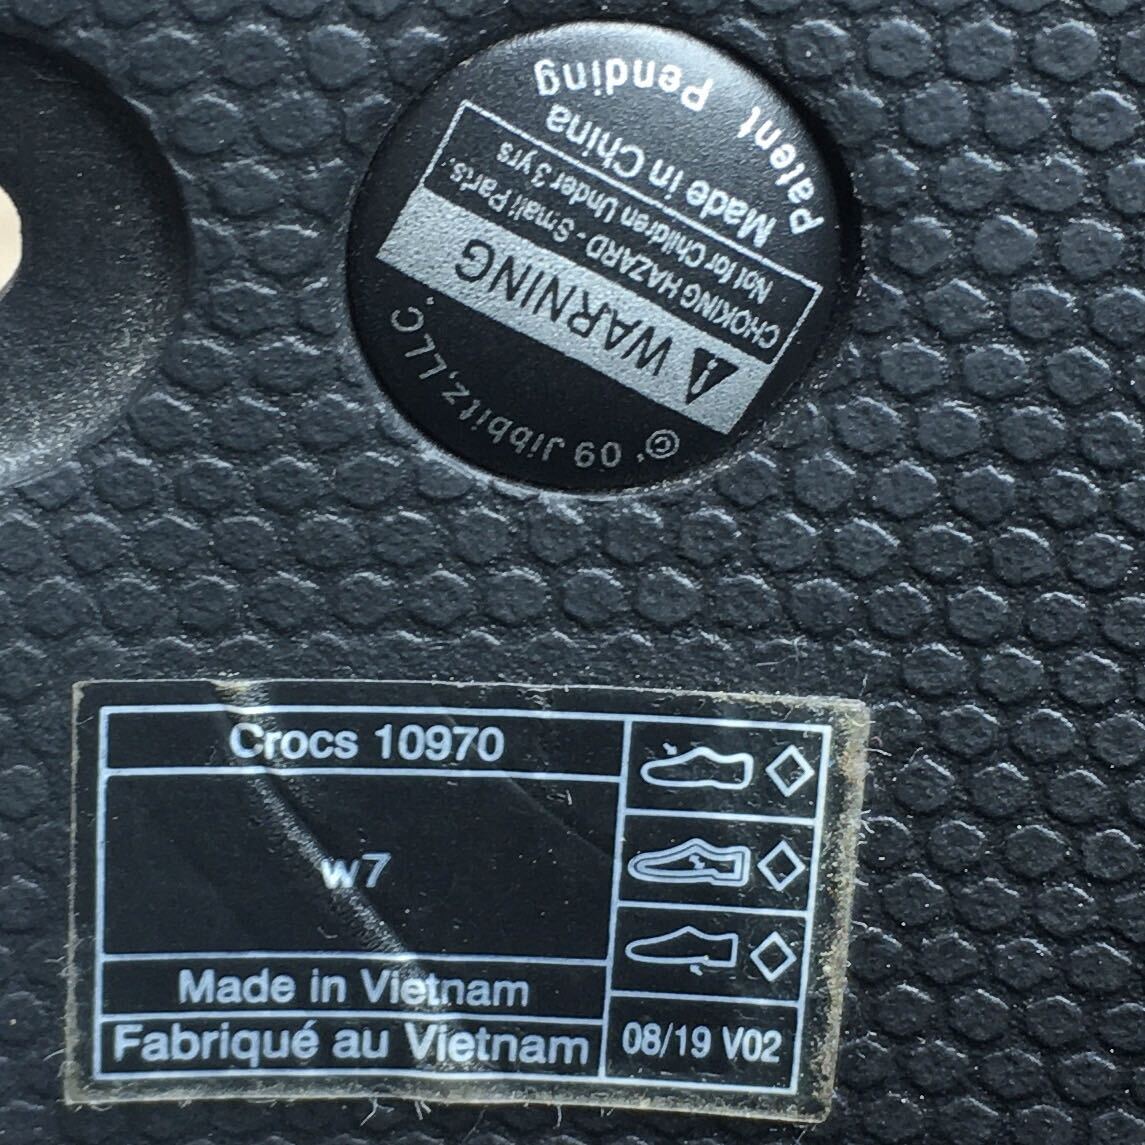 Patent Pending
Made in China
Not for Children Under 3 yrs
CHOKING HAZARD - Small Parts.
⚠ WARNING
© '09 Jibbitz, LLC.
Crocs 10970
w7
Made in Vietnam
Fabriqué au Vietnam
08/19 V02